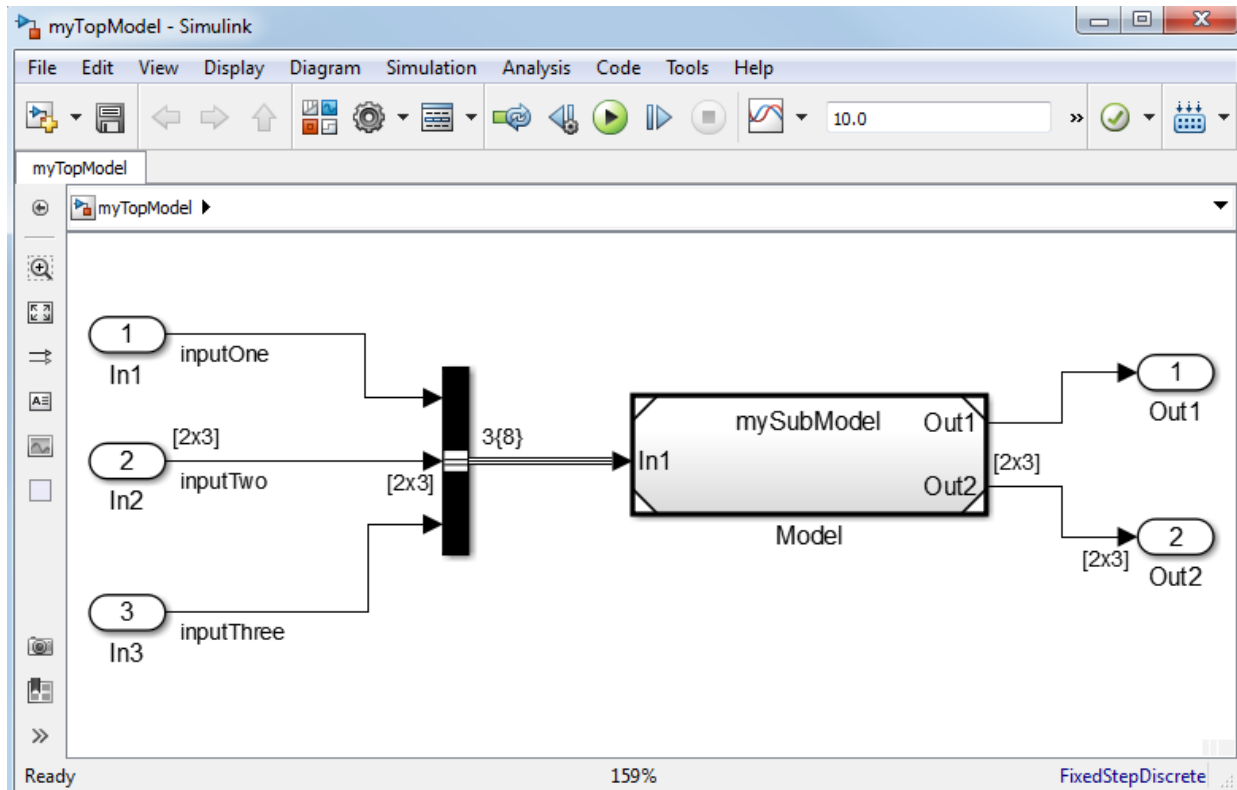 myTopModel - Simulink
File Edit View Display Diagram Simulation Analysis Code Tools Help
10.0 »
myTopModel
myTopModel
1
inputOne
In1
[2x3]
2
inputTwo
In2
[2x3]
3
inputThree
In3
3{8}
mySubModel
In1
Out1
Out2
Model
[2x3]
1
Out1
2
[2x3]
Out2
A
»
Ready 159% FixedStepDiscrete